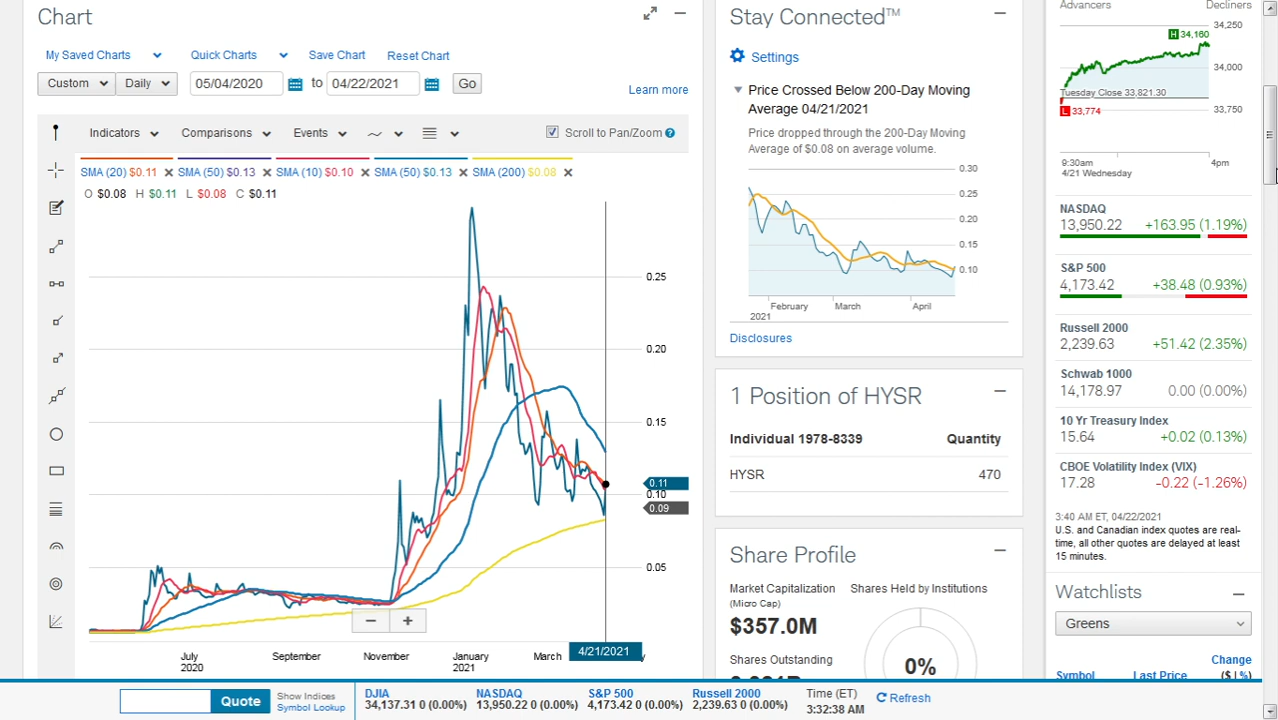 Chart
My Saved Charts
Quick Charts
Save Chart
Reset Chart
Custom
Daily
05/04/2020
to
04/22/2021
Go
Learn more
Indicators
Comparisons
Events
Scroll to Pan/Zoom
SMA (20) $0.11 ✕ SMA (50) $0.13 ✕ SMA (10) $0.10 ✕ SMA (50) $0.13 ✕ SMA (200) $0.08 ✕
O $0.08 H $0.11 L $0.08 C $0.11
0.25
0.20
0.15
0.11
0.10
0.09
0.05
July
2020
September
November
January
2021
March
4/21/2021
Stay Connected™
Settings
Price Crossed Below 200-Day Moving
Average 04/21/2021
Price dropped through the 200-Day Moving
Average of $0.08 on average volume.
0.30
0.25
0.20
0.15
0.10
February
March
April
2021
Disclosures
1 Position of HYSR
Individual 1978-8339 Quantity
HYSR 470
Share Profile
Market Capitalization
(Micro Cap)
$357.0M
Shares Outstanding
Shares Held by Institutions
0%
Advancers Decliners
34,250
H 34,160
34,000
Tuesday Close 33,821.30
33,750
L 33,774
9:30am 4pm
4/21 Wednesday
NASDAQ
13,950.22 +163.95 (1.19%)
S&P 500
4,173.42 +38.48 (0.93%)
Russell 2000
2,239.63 +51.42 (2.35%)
Schwab 1000
14,178.97 0.00 (0.00%)
10 Yr Treasury Index
15.64 +0.02 (0.13%)
CBOE Volatility Index (VIX)
17.28 -0.22 (-1.26%)
3:40 AM ET, 04/22/2021
U.S. and Canadian index quotes are real-
time, all other quotes are delayed at least
15 minutes.
Watchlists
Greens
Change
Symbol Last Price ($ | %)
Quote
Show Indices
Symbol Lookup
DJIA
34,137.31 0 (0.00%)
NASDAQ
13,950.22 0 (0.00%)
S&P 500
4,173.42 0 (0.00%)
Russell 2000
2,239.63 0 (0.00%)
Time (ET)
3:32:38 AM
Refresh